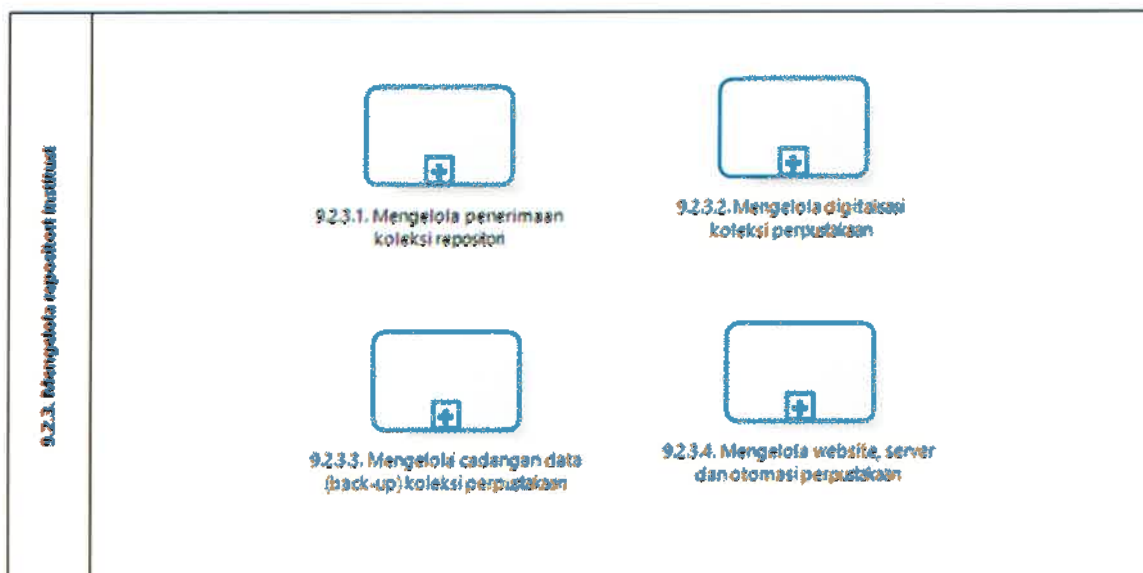 9.2.3. Mengelola repositori institusi
9.2.3.1. Mengelola penerimaan
koleksi repositori
9.2.3.2. Mengelola digitalisasi
koleksi perpustakaan
9.2.3.3. Mengelola cadangan data
(back-up) koleksi perpustakaan
9.2.3.4. Mengelola website, server
dan otomasi perpustakaan